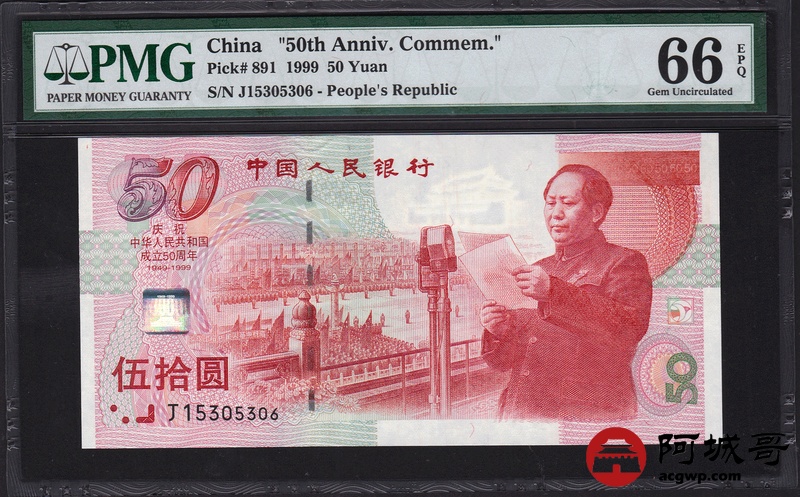 PMG
PAPER MONEY GUARANTY
China "50th Anniv. Commem."
Pick# 891 1999 50 Yuan
S/N J15305306 - People's Republic
66
EPQ
Gem Uncirculated
50
中国人民银行
庆祝
中华人民共和国
成立50周年
1949-1999
伍拾圆
J15305306
50
阿城哥
acgwp.com